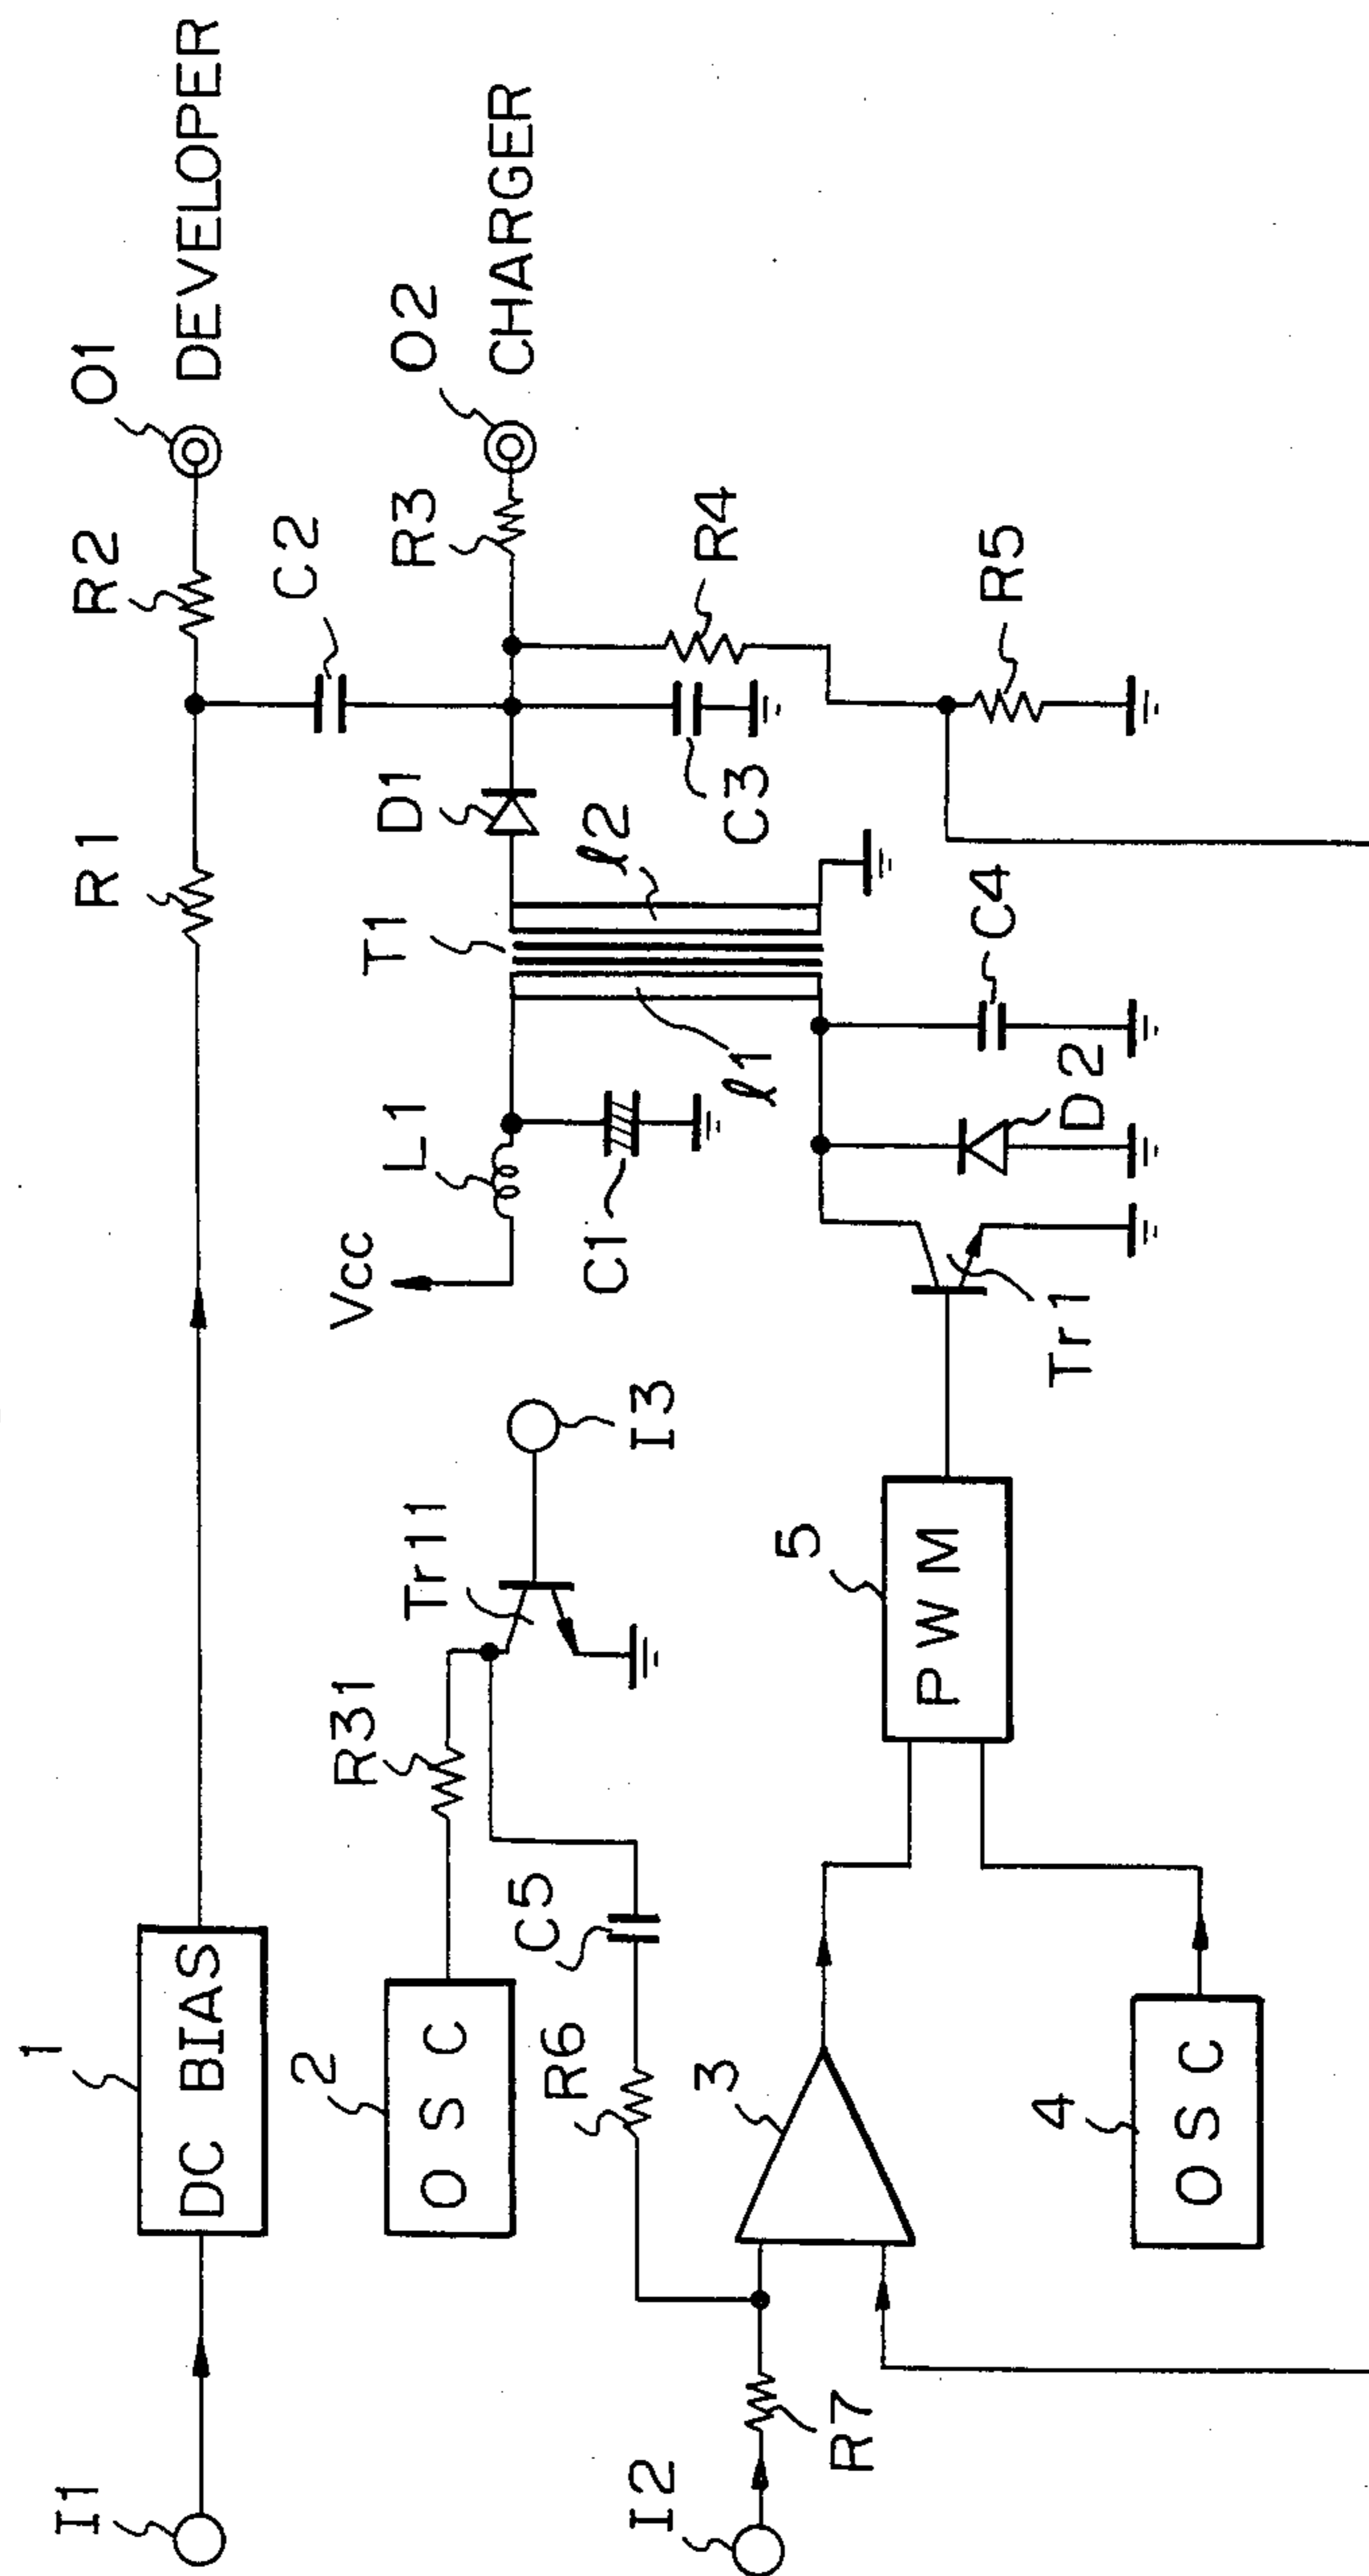 I1
1
DC BIAS
R1
R2
O1
DEVELOPER
C2
2
OSC
R31
Tr11
I3
Vcc
L1
C1
T1
ℓ1
ℓ2
D1
C3
R3
O2
CHARGER
R4
R5
C5
R6
I2
R7
3
4
OSC
5
PWM
Tr1
D2
C4